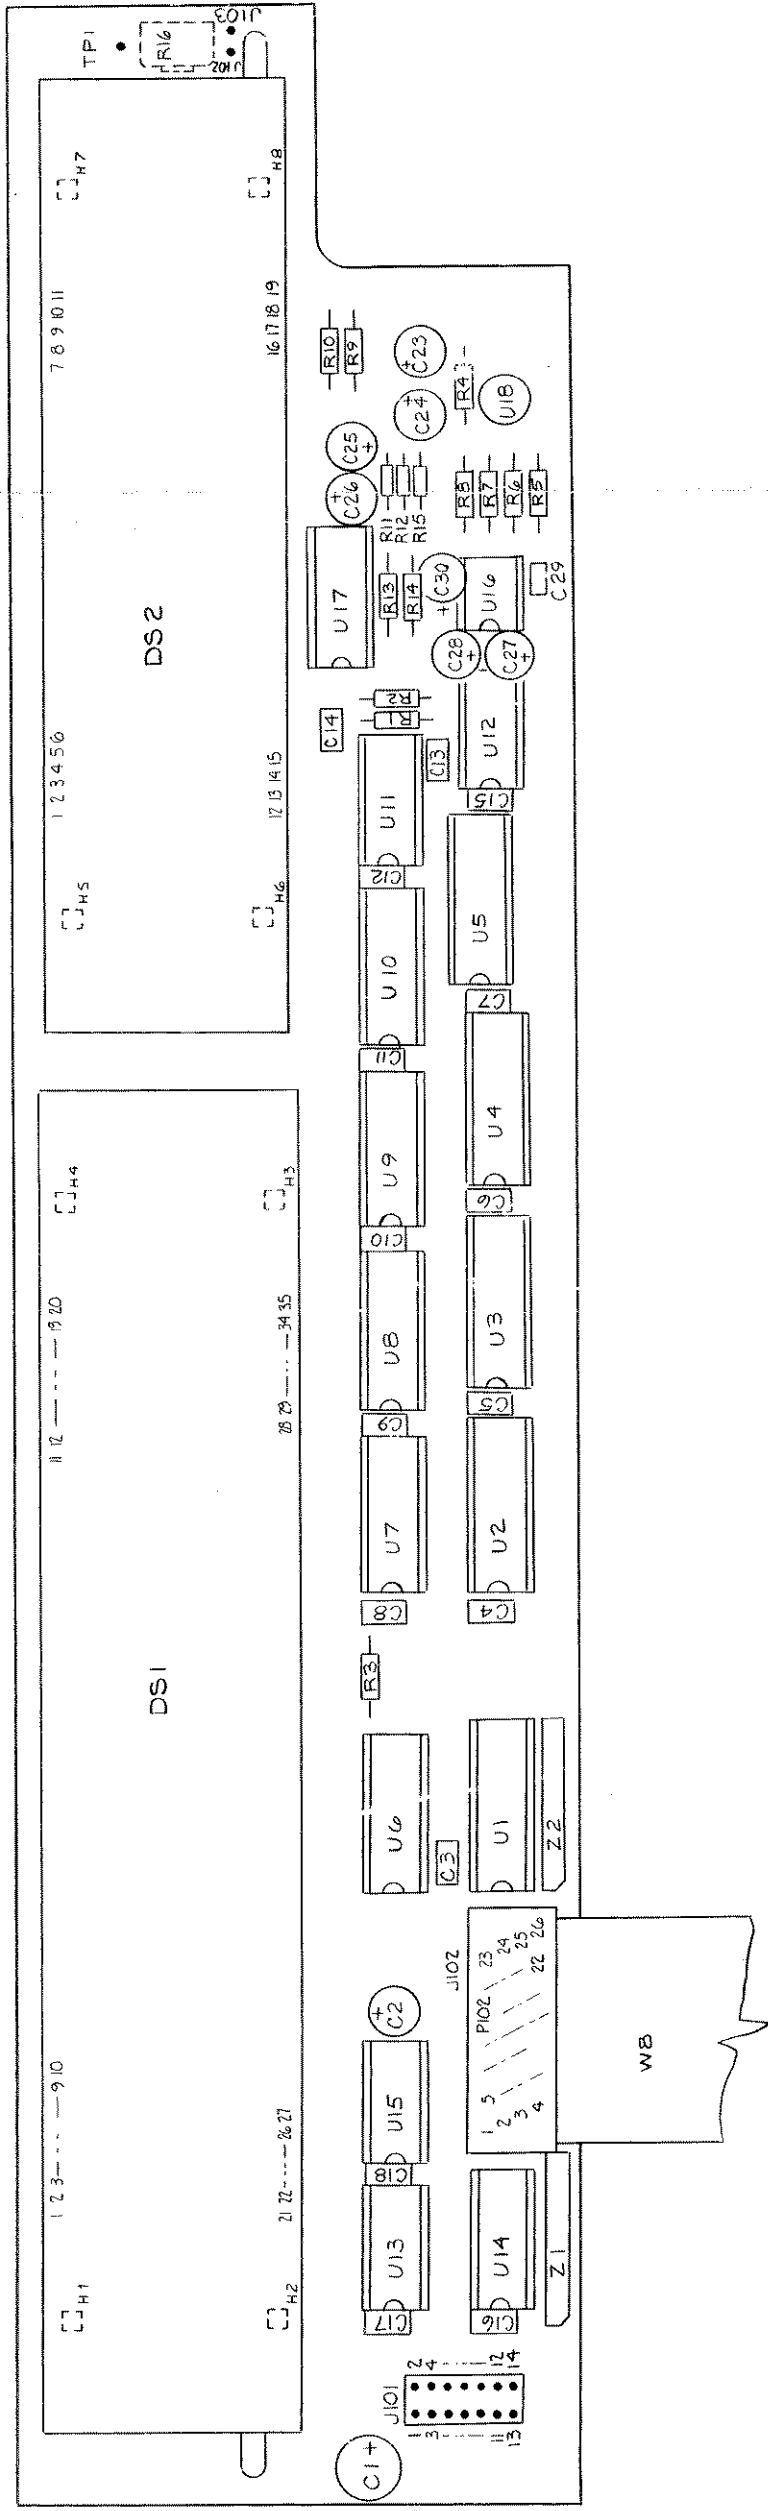 TP1
R16
J103
J102
H7
H8
7 8 9 10 11
16 17 18 19
DS2
1 2 3 4 5 6
12 13 14 15
H5
H6
R10
R9
C23
C24
R4
U18
C25
C26
R11
R12
R15
R8
R7
R6
R5
U17
R13
R14
C30
U16
C29
C28
C27
C14
R2
R1
C13
U12
C15
U11
C12
U5
C7
U10
C11
U4
C6
U9
C10
U3
C5
U8
C9
U2
C4
U7
C8
H4
H3
11 12 ---- 19 20
28 29 ---- 34 35
DS1
R3
U6
C3
U1
Z2
1 2 3 ---- 9 10
21 22 ---- 26 27
H1
H2
C2
U15
C18
U13
C17
J102
P102
23
24
25
26
22
1
5
2
3
4
W8
U14
C16
Z1
J101
2
4
12
14
1
3
11
13
C1